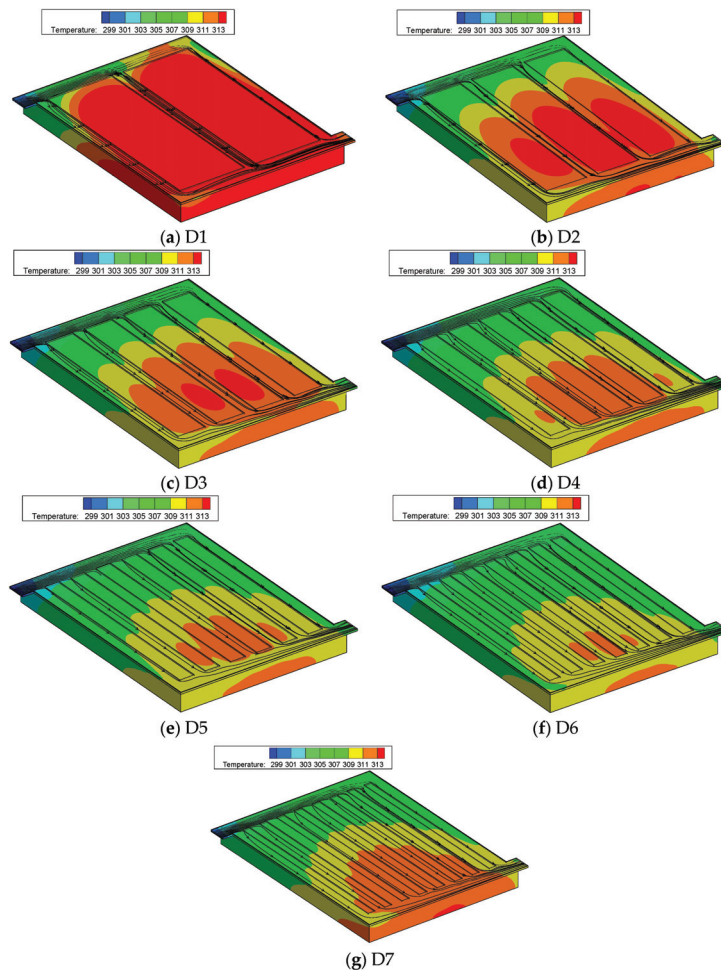 299 301 303 305 307 309 311 313
Temperature:
299 301 303 305 307 309 311 313
Temperature:
(a) D1
(b) D2
Temperature: 299 301 303 305 307 309 311 313
Temperature: 299 301 303 305 307 309 311 313
(c) D3
(d) D4
Temperature: 299 301 303 305 307 309 311 313
Temperature: 299 301 303 305 307 309 311 313
(e) D5
(f) D6
Temperature: 299 301 303 305 307 309 311 313
(g) D7